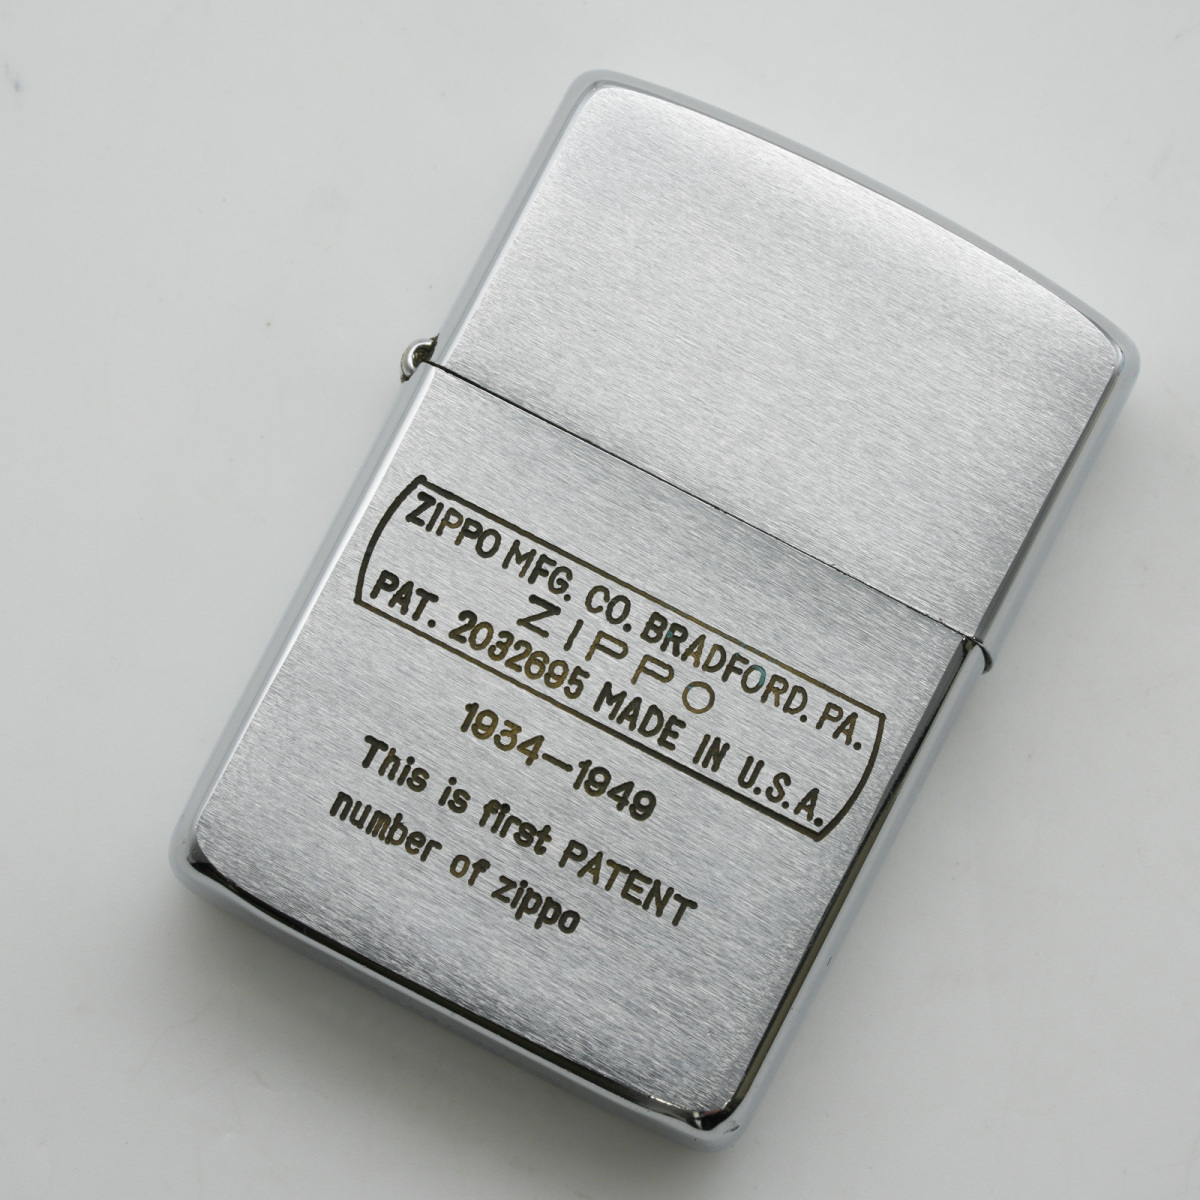 ZIPPO MFG. CO. BRADFORD. PA.
ZIPPO
PAT. 2032695 MADE IN U.S.A.
1934–1949
This is first PATENT
number of zippo